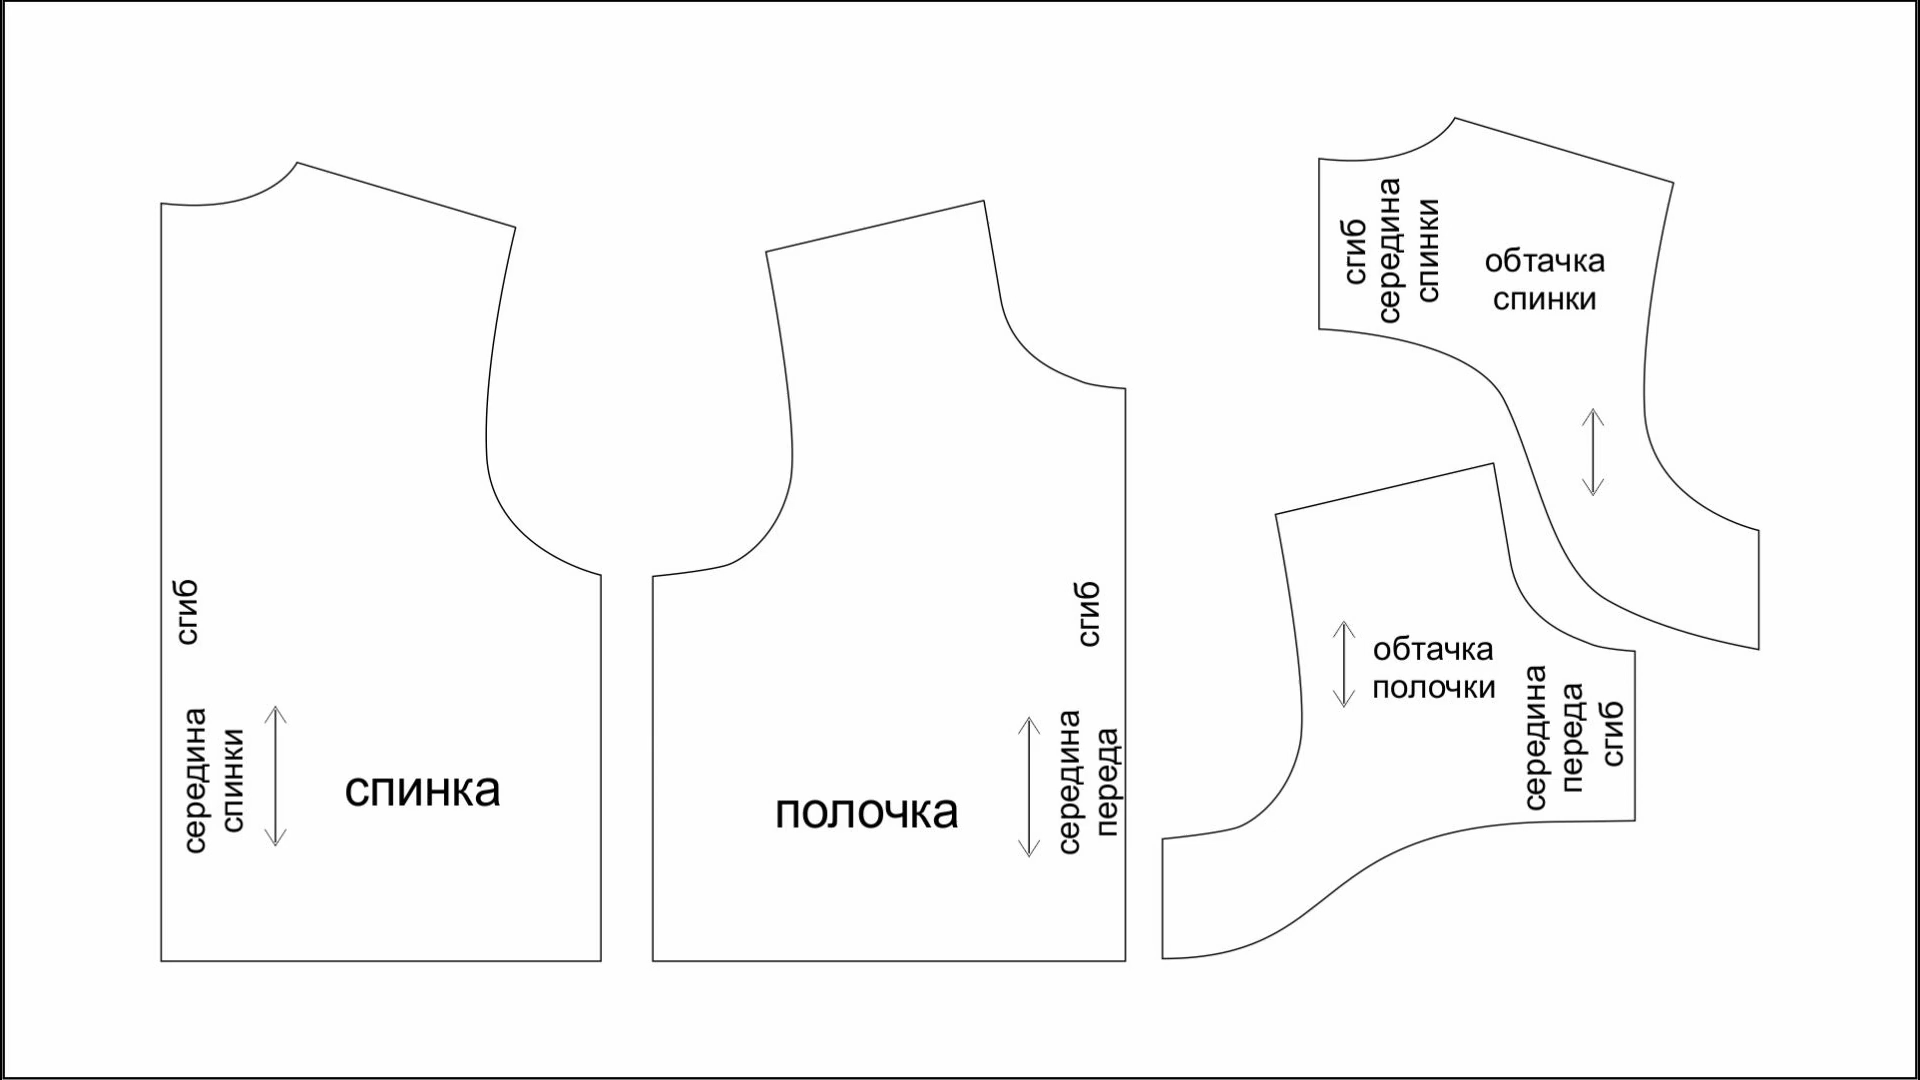 сгиб
середина
спинки
спинка
сгиб
середина
переда
полочка
сгиб
середина
спинки
обтачка
спинки
обтачка
полочки
середина
переда
сгиб